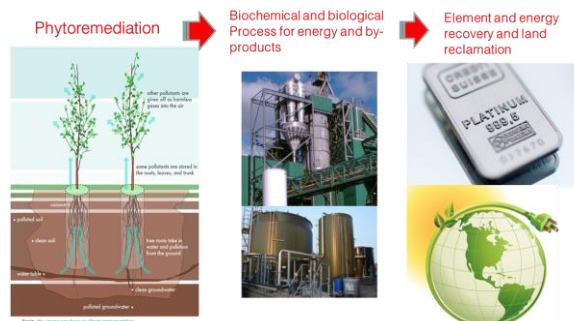 Phytoremediation
Biochemical and biological
Process for energy and by-
products
Element and energy
recovery and land
reclamation
other pollutants are
given off as harmless
gases into the air
some pollutants are stored in
the roots, leaves, and trunk
polluted soil
clean soil
tree roots take in
water and pollution
from the ground
water table
clean groundwater
polluted groundwater
CREDIT
SUISSE
PLATINUM
999,5